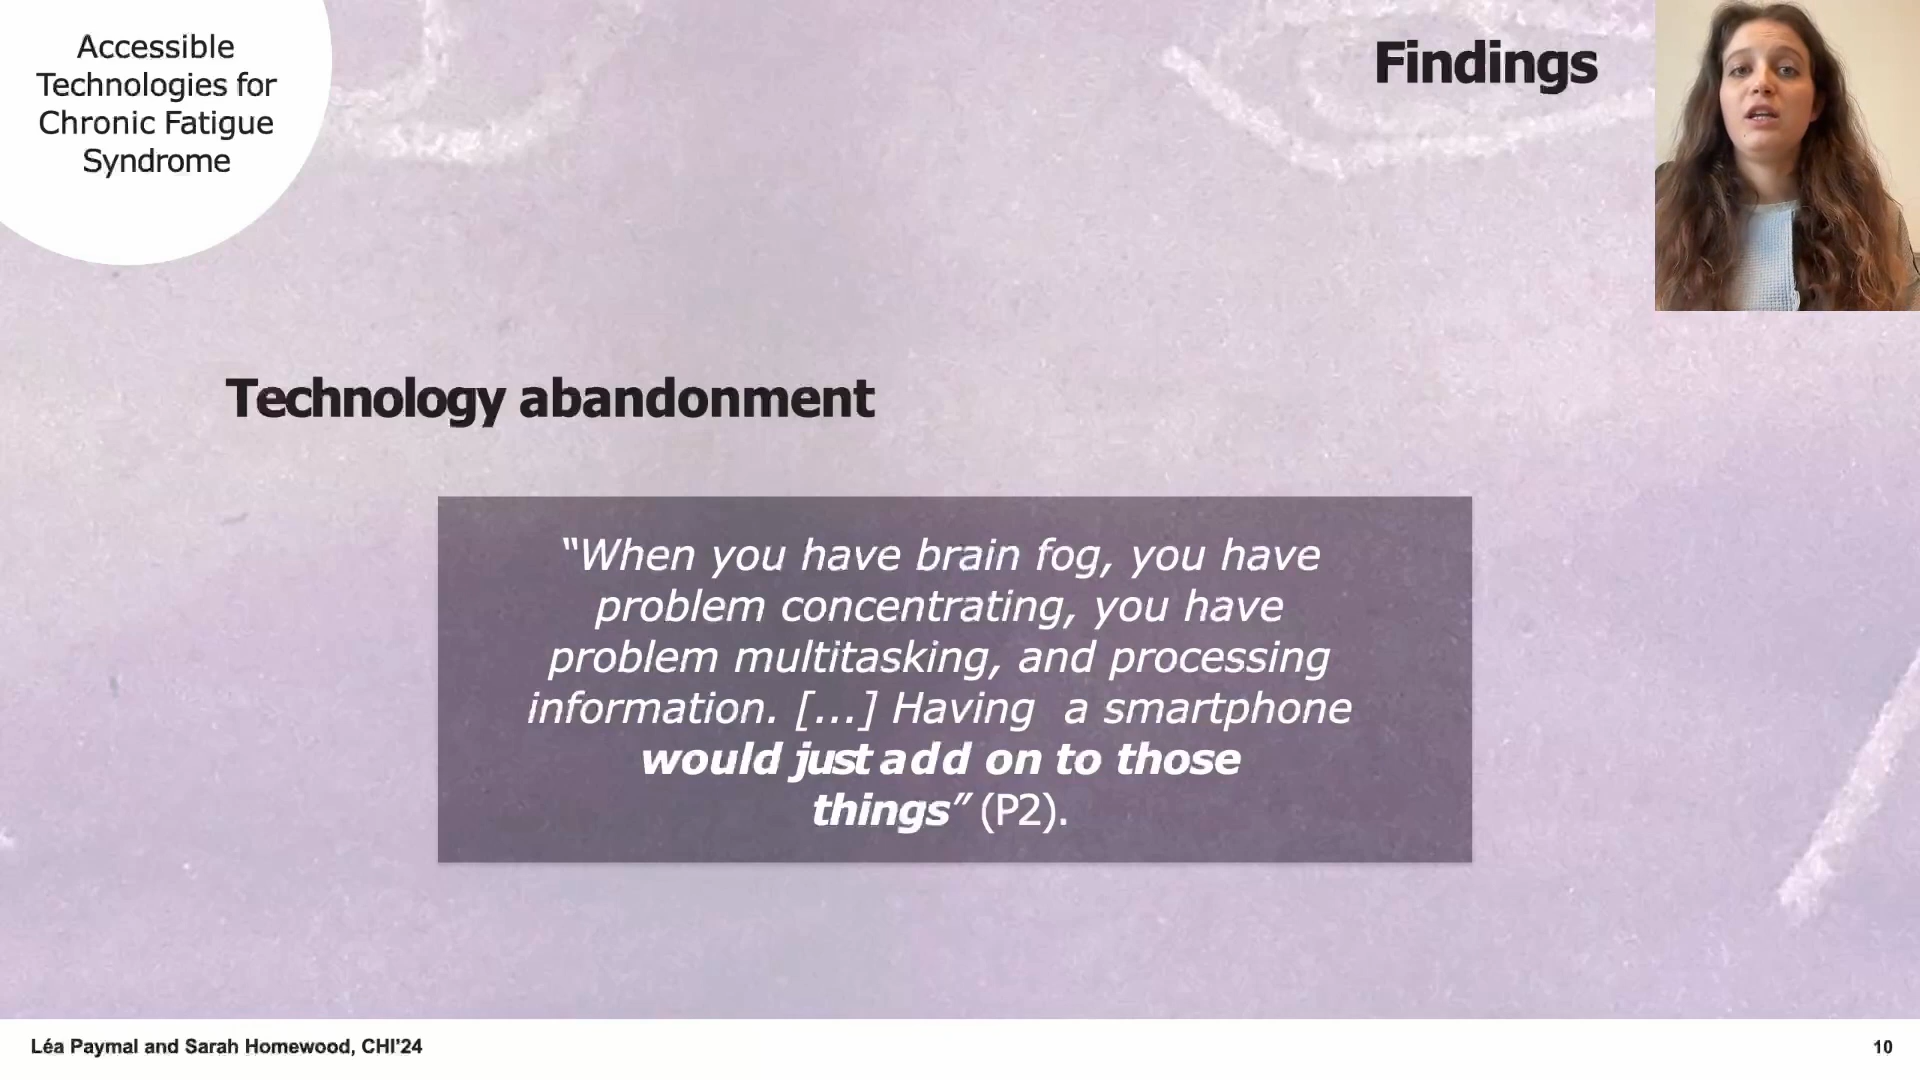 Accessible
Technologies for
Chronic Fatigue
Syndrome
Findings
Technology abandonment
“When you have brain fog, you have
problem concentrating, you have
problem multitasking, and processing
information. [...] Having  a smartphone
would just add on to those
things” (P2).
Léa Paymal and Sarah Homewood, CHI'24
10